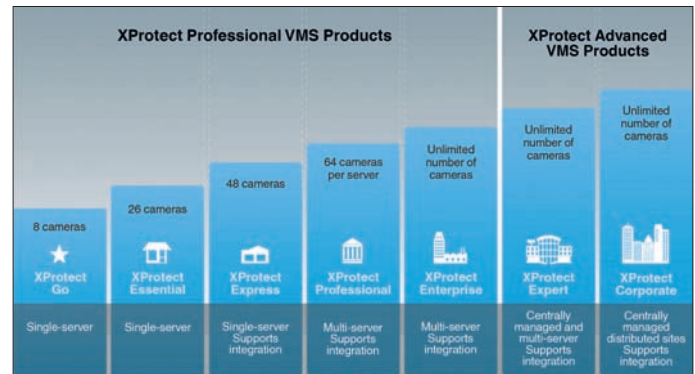 XProtect Professional VMS Products
XProtect Advanced
VMS Products
8 cameras
XProtect
Go
Single-server
26 cameras
XProtect
Essential
Single-server
48 cameras
XProtect
Express
Single-server
Supports
integration
64 cameras
per server
XProtect
Professional
Multi-server
Supports
integration
Unlimited
number of
cameras
XProtect
Enterprise
Multi-server
Supports
integration
Unlimited
number of
cameras
XProtect
Expert
Centrally
managed and
multi-server
Supports
integration
Unlimited
number of
cameras
XProtect
Corporate
Centrally
managed
distributed sites
Supports
integration